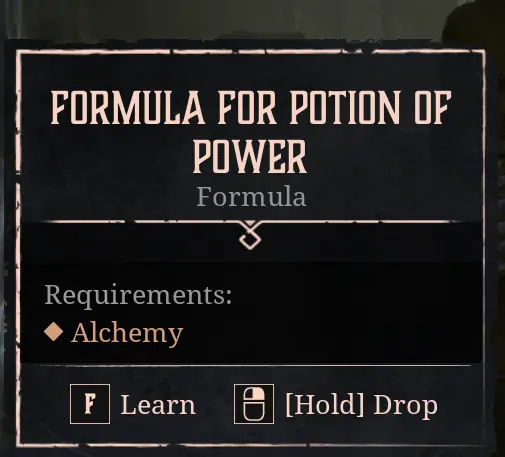 FORMULA FOR POTION OF
POWER
Formula
Requirements:
Alchemy
F Learn [Hold] Drop